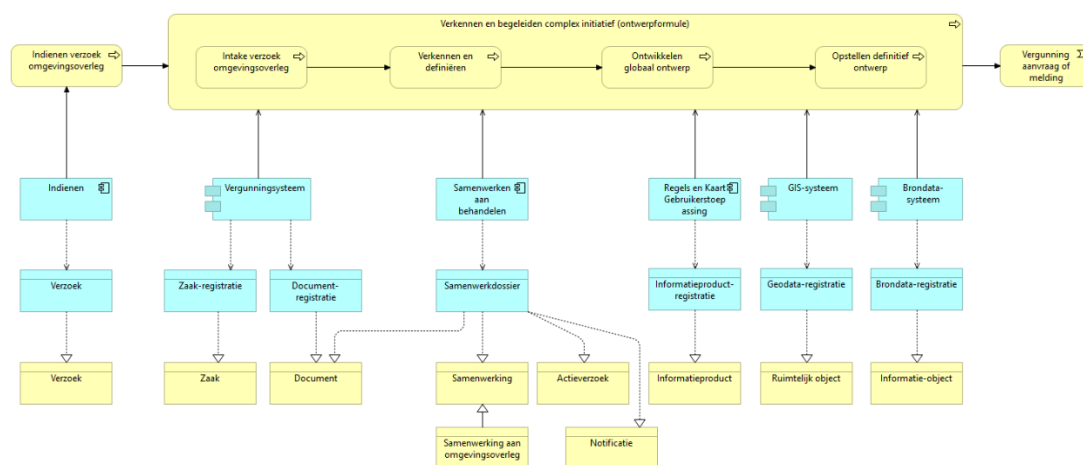 Verkennen en begeleiden complex initiatief (ontwerpformule)
Indienen verzoek
omgevingsoverleg
Intake verzoek
omgevingsoverleg
Verkennen en
definiëren
Ontwikkelen
globaal ontwerp
Opstellen definitief
ontwerp
Vergunning
aanvraag of
melding
Indienen
Vergunningsysteem
Samenwerken
aan
behandelen
Regels en Kaart
Gebruikerstoep
assing
GIS-systeem
Brondata-
systeem
Verzoek
Zaak-registratie
Document-
registratie
Samenwerkdossier
Informatieproduct-
registratie
Geodata-registratie
Brondata-registratie
Verzoek
Zaak
Document
Samenwerking
Actieverzoek
Informatieproduct
Ruimtelijk object
Informatie-object
Samenwerking aan
omgevingsoverleg
Notificatie